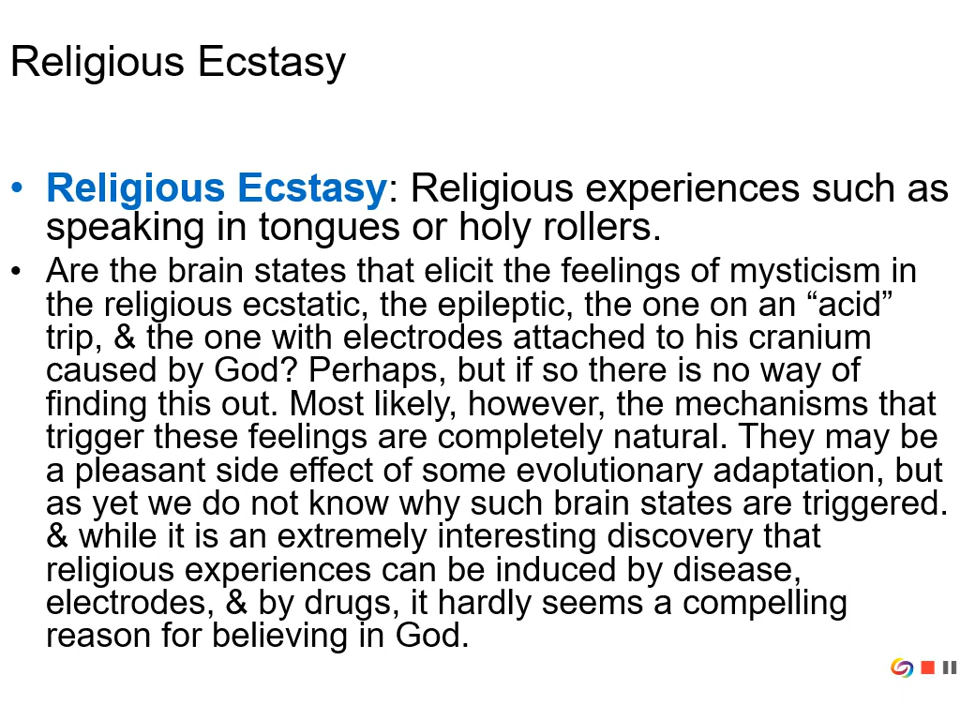 Religious Ecstasy
• Religious Ecstasy: Religious experiences such as
speaking in tongues or holy rollers.
• Are the brain states that elicit the feelings of mysticism in
the religious ecstatic, the epileptic, the one on an “acid”
trip, & the one with electrodes attached to his cranium
caused by God? Perhaps, but if so there is no way of
finding this out. Most likely, however, the mechanisms that
trigger these feelings are completely natural. They may be
a pleasant side effect of some evolutionary adaptation, but
as yet we do not know why such brain states are triggered.
& while it is an extremely interesting discovery that
religious experiences can be induced by disease,
electrodes, & by drugs, it hardly seems a compelling
reason for believing in God.